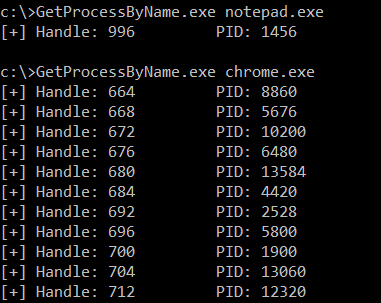 c:\>GetProcessByName.exe notepad.exe
[+] Handle: 996 PID: 1456
c:\>GetProcessByName.exe chrome.exe
[+] Handle: 664 PID: 8860
[+] Handle: 668 PID: 5676
[+] Handle: 672 PID: 10200
[+] Handle: 676 PID: 6480
[+] Handle: 680 PID: 13584
[+] Handle: 684 PID: 4420
[+] Handle: 692 PID: 2528
[+] Handle: 696 PID: 5800
[+] Handle: 700 PID: 1900
[+] Handle: 704 PID: 13060
[+] Handle: 712 PID: 12320